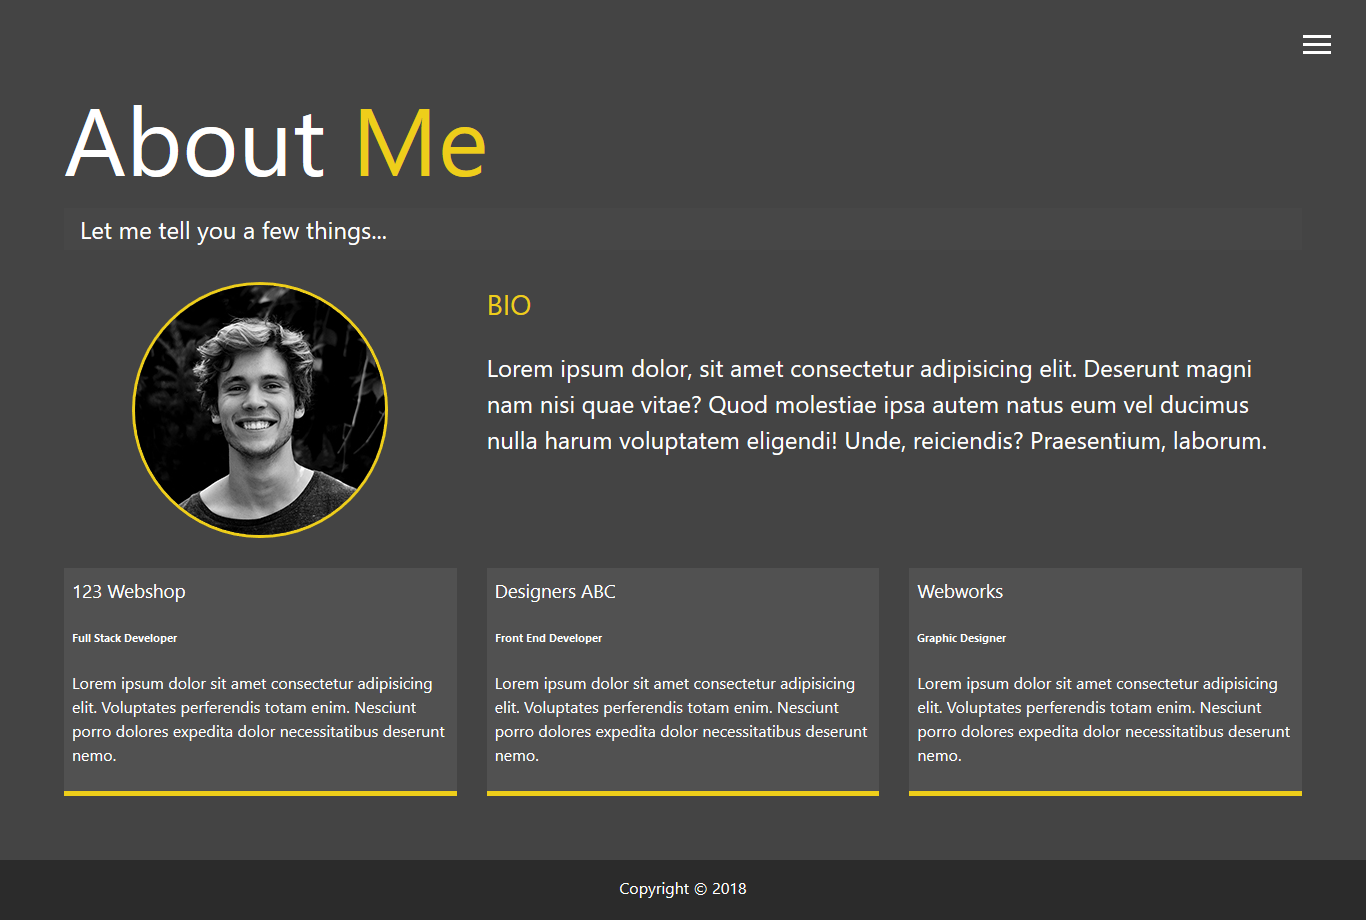 About Me
Let me tell you a few things...
BIO
Lorem ipsum dolor, sit amet consectetur adipisicing elit. Deserunt magni
nam nisi quae vitae? Quod molestiae ipsa autem natus eum vel ducimus
nulla harum voluptatem eligendi! Unde, reiciendis? Praesentium, laborum.
123 Webshop
Full Stack Developer
Lorem ipsum dolor sit amet consectetur adipisicing
elit. Voluptates perferendis totam enim. Nesciunt
porro dolores expedita dolor necessitatibus deserunt
nemo.
Designers ABC
Front End Developer
Lorem ipsum dolor sit amet consectetur adipisicing
elit. Voluptates perferendis totam enim. Nesciunt
porro dolores expedita dolor necessitatibus deserunt
nemo.
Webworks
Graphic Designer
Lorem ipsum dolor sit amet consectetur adipisicing
elit. Voluptates perferendis totam enim. Nesciunt
porro dolores expedita dolor necessitatibus deserunt
nemo.
Copyright © 2018